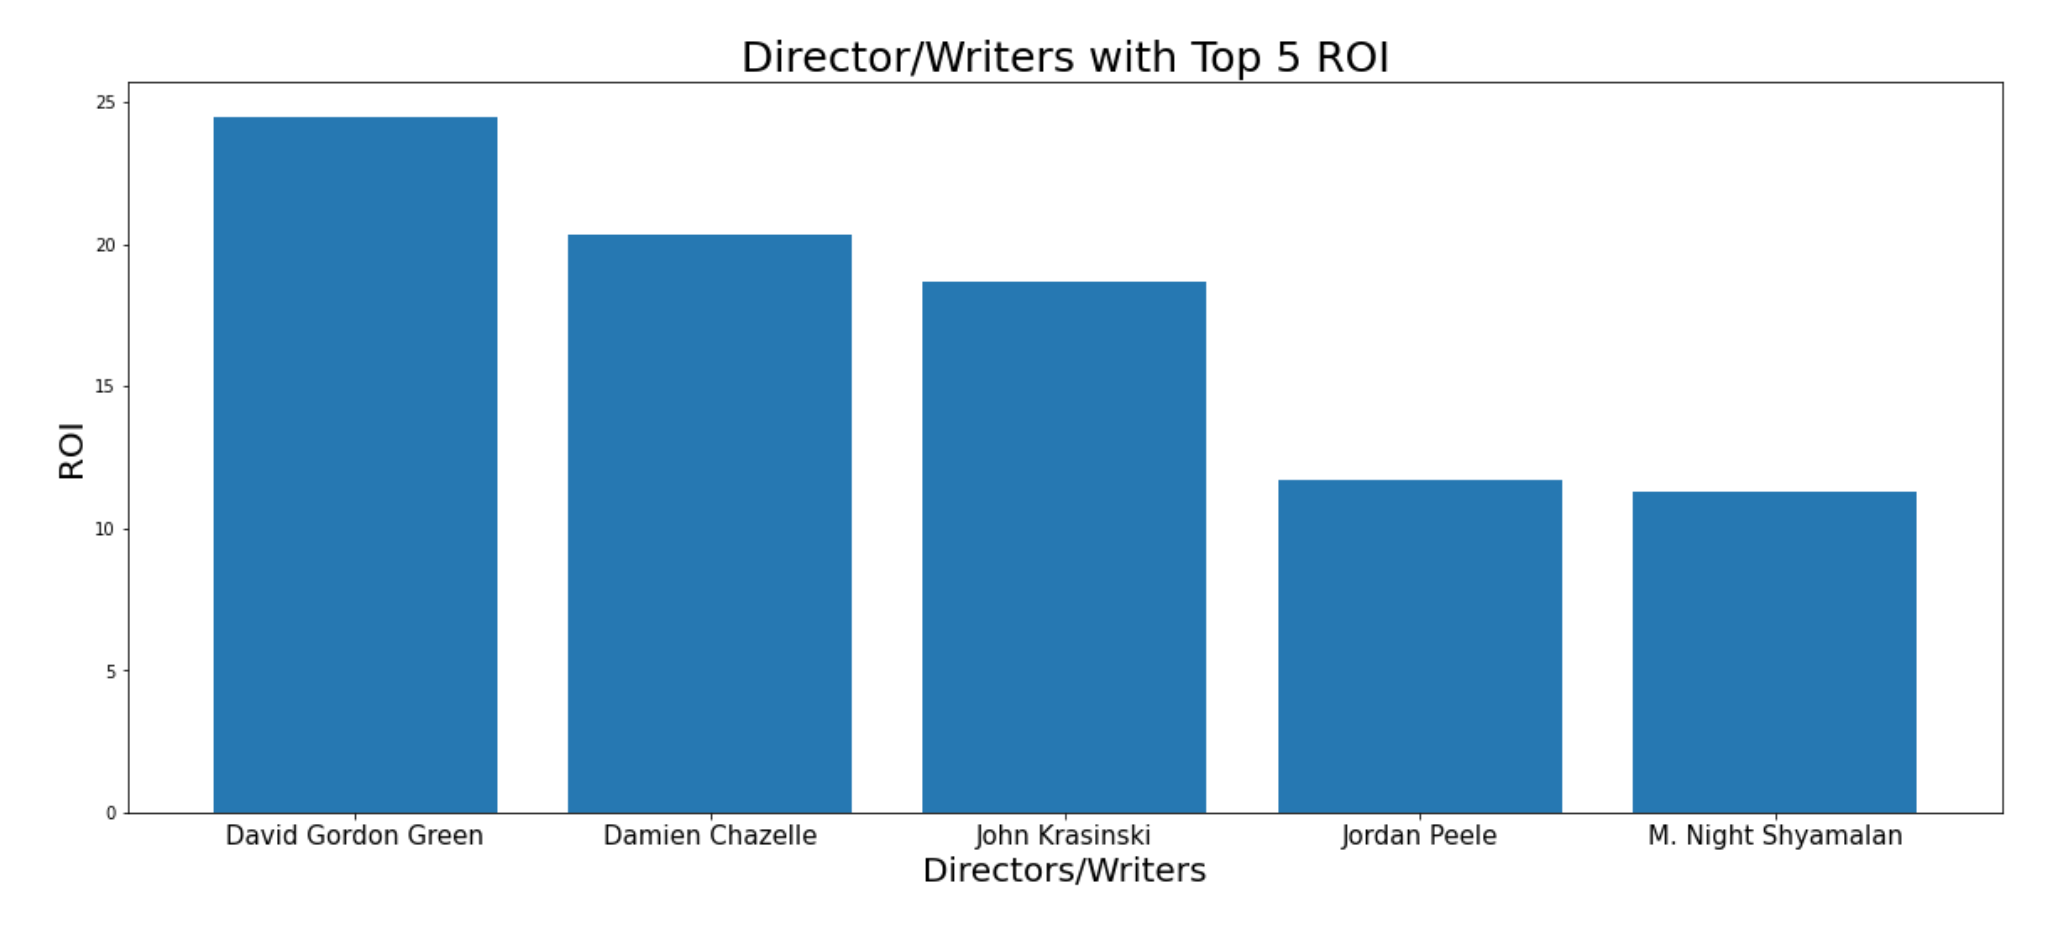 Director/Writers with Top 5 ROI
25
20
15
10
5
0
ROI
David Gordon Green Damien Chazelle John Krasinski Jordan Peele M. Night Shyamalan
Directors/Writers